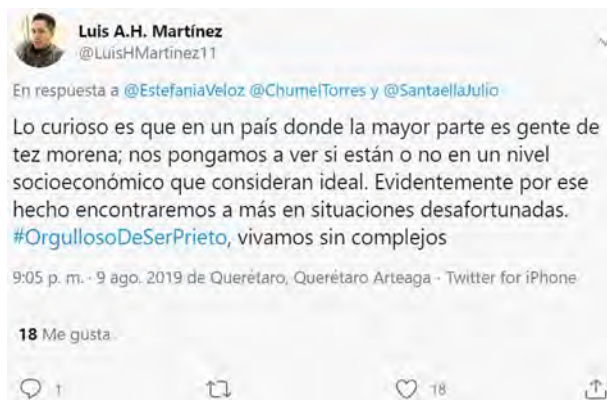 Luis A.H. Martínez
@LuisHMartinez11
En respuesta a @EstefaniaVeloz @ChumelTorres y @SantaellaJulio
Lo curioso es que en un país donde la mayor parte es gente de
tez morena; nos pongamos a ver si están o no en un nivel
socioeconómico que consideran ideal. Evidentemente por ese
hecho encontraremos a más en situaciones desafortunadas.
#OrgullosoDeSerPrieto, vivamos sin complejos
9:05 p. m. · 9 ago. 2019 de Querétaro, Querétaro Arteaga · Twitter for iPhone
18 Me gusta
1 18